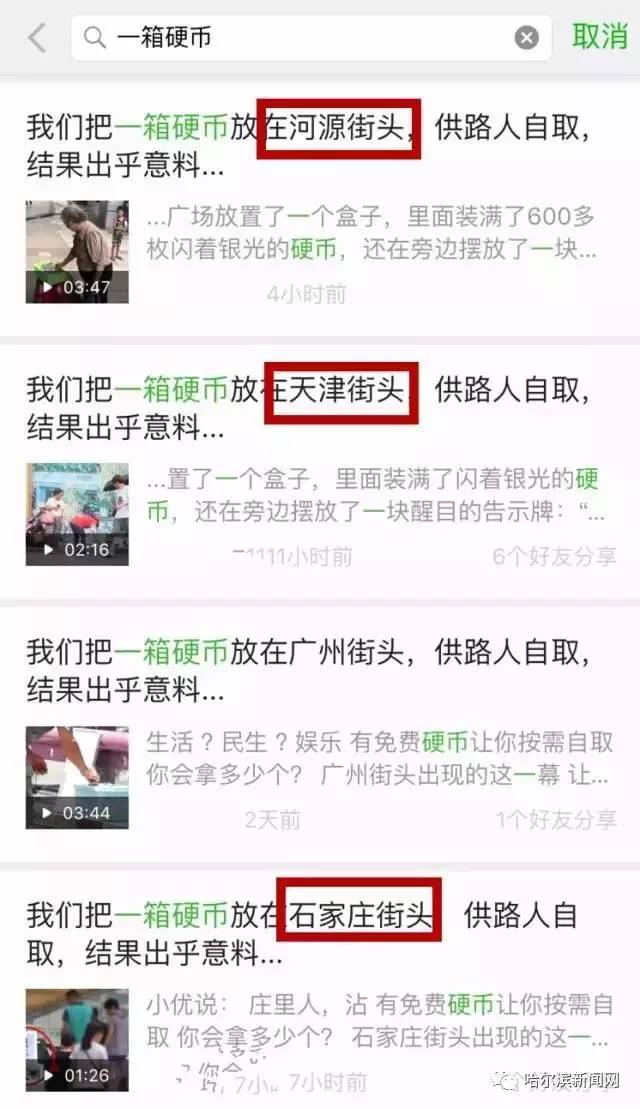 一箱硬币
取消
我们把一箱硬币放在河源街头，供路人自取，
结果出乎意料...
...广场放置了一个盒子，里面装满了600多
枚闪着银光的硬币，还在旁边摆放了一块...
03:47
4小时前
我们把一箱硬币放在天津街头，供路人自取，
结果出乎意料...
...置了一个盒子，里面装满了闪着银光的硬
币，还在旁边摆放了一块醒目的告示牌：“...
02:16
11小时前
6个好友分享
我们把一箱硬币放在广州街头，供路人自取，
结果出乎意料...
生活 ? 民生 ? 娱乐 有免费硬币让你按需自取
你会拿多少个？ 广州街头出现的这一幕 让...
03:44
2天前
1个好友分享
我们把一箱硬币放在石家庄街头 供路人自
取，结果出乎意料...
小优说： 庄里人，沾 有免费硬币让你按需自
取 你会拿多少个？ 石家庄街头出现的这一...
01:26
7小时前
哈尔滨新闻网